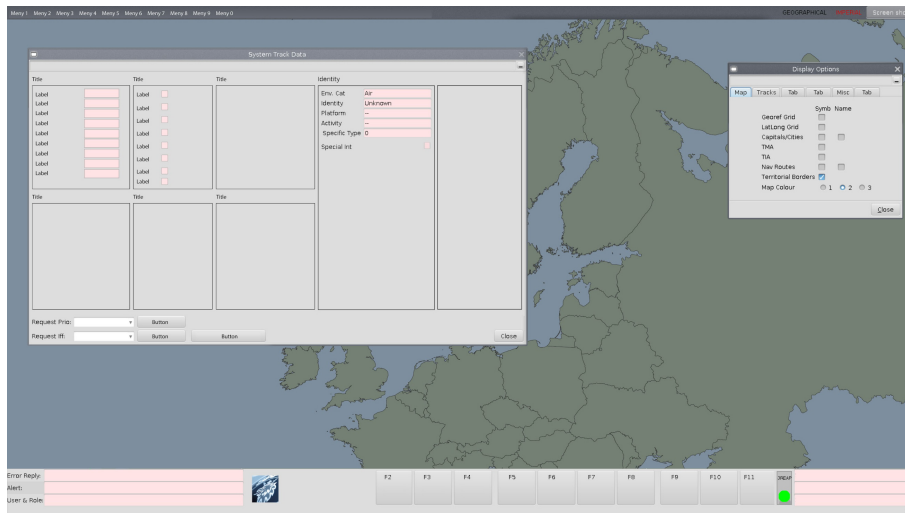 Meny 1 Meny 2 Meny 3 Meny 4 Meny 5 Meny 6 Meny 7 Meny 8 Meny 9 Meny 0 GEOGRAPHICAL Screen sho
System Track Data
Title Title Title Identity
Label Label Env. Cat Air
Label Identity Unknown
Label Label Platform --
Label Label Activity --
Label Label Specific Type 0
Label Label Special Int
Label Label
Label Label
Label Label
Title Title Title
Request Prio: Button
Request Iff: Button Button Close
Display Options
Map Tracks Tab Tab Misc Tab
Symb Name
Georef Grid
LatLong Grid
Capitals/Cities
TMA
TIA
Nav Routes
Territorial Borders
Map Colour 1 2 3
Close
Error Reply:
Alert:
User & Role
F2 F3 F4 F5 F6 F7 F8 F9 F10 F11